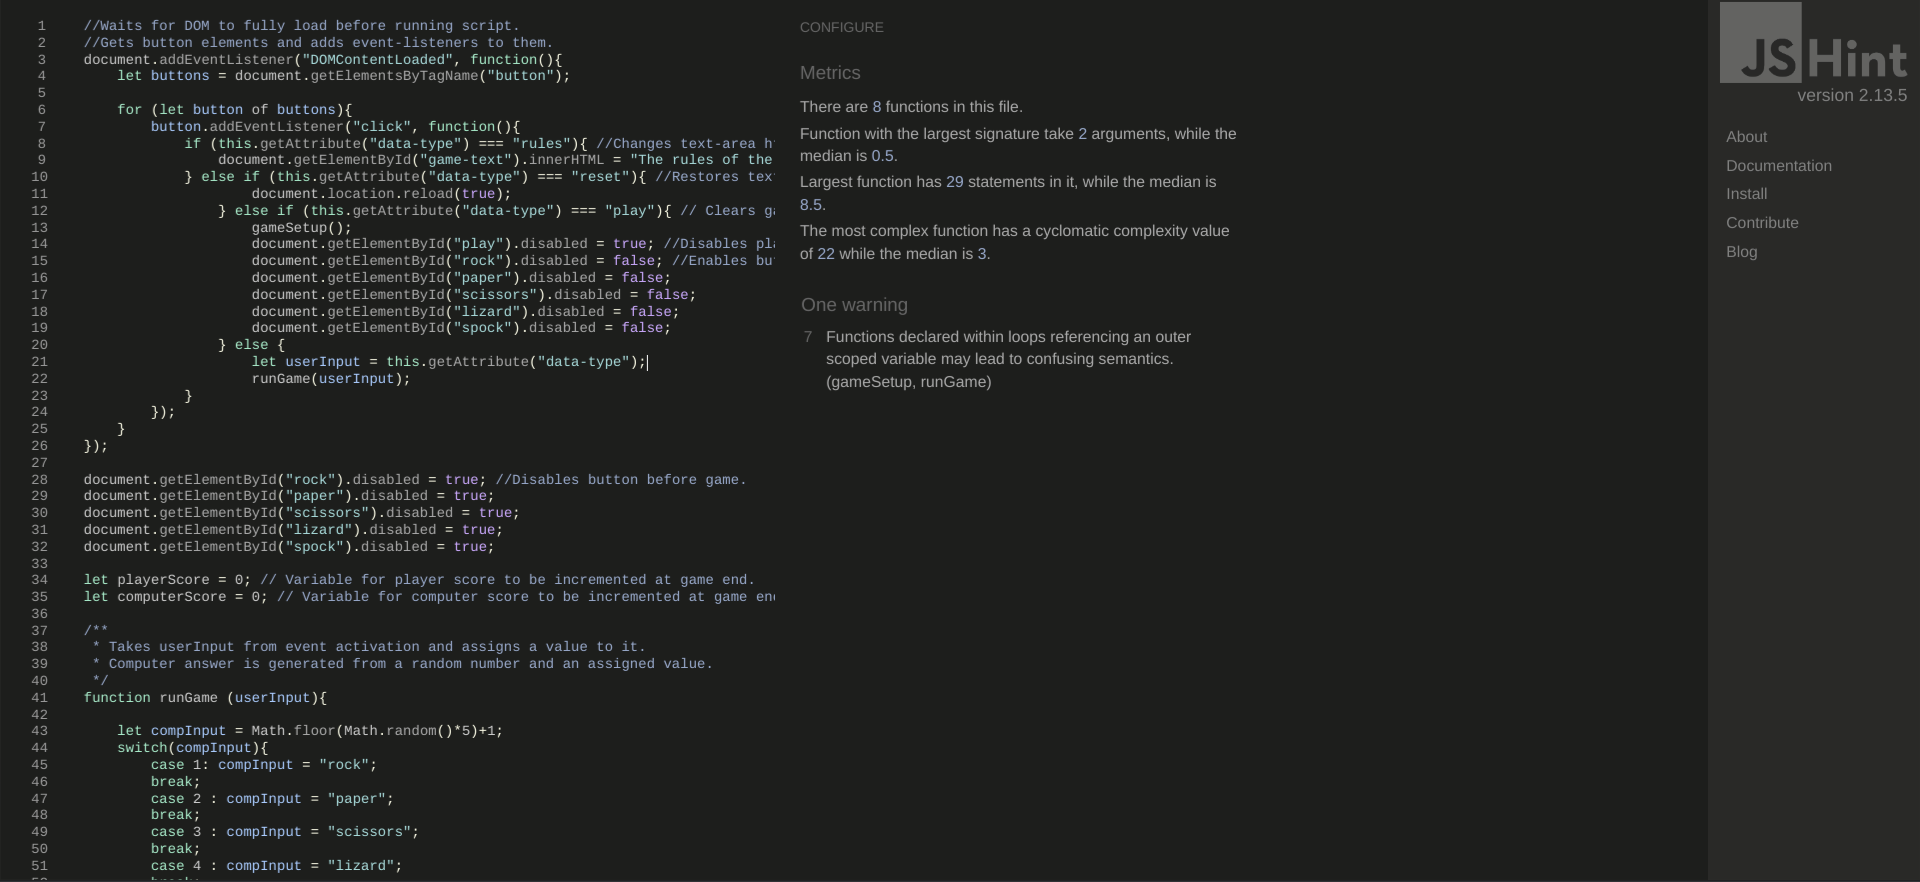 1 //Waits for DOM to fully load before running script.
2 //Gets button elements and adds event-listeners to them.
3 document.addEventListener("DOMContentLoaded", function(){
4 let buttons = document.getElementsByTagName("button");
5
6 for (let button of buttons){
7 button.addEventListener("click", function(){
8 if (this.getAttribute("data-type") === "rules"){ //Changes text-area
9 document.getElementById("game-text").innerHTML = "The rules of the
10 } else if (this.getAttribute("data-type") === "reset"){ //Restores
11 document.location.reload(true);
12 } else if (this.getAttribute("data-type") === "play"){ // Clears
13 gameSetup();
14 document.getElementById("play").disabled = true; //Disables
15 document.getElementById("rock").disabled = false; //Enables
16 document.getElementById("paper").disabled = false;
17 document.getElementById("scissors").disabled = false;
18 document.getElementById("lizard").disabled = false;
19 document.getElementById("spock").disabled = false;
20 } else {
21 let userInput = this.getAttribute("data-type");
22 runGame(userInput);
23 }
24 });
25 }
26 });
27
28 document.getElementById("rock").disabled = true; //Disables button before game.
29 document.getElementById("paper").disabled = true;
30 document.getElementById("scissors").disabled = true;
31 document.getElementById("lizard").disabled = true;
32 document.getElementById("spock").disabled = true;
33
34 let playerScore = 0; // Variable for player score to be incremented at game end.
35 let computerScore = 0; // Variable for computer score to be incremented at game
36
37 /**
38 * Takes userInput from event activation and assigns a value to it.
39 * Computer answer is generated from a random number and an assigned value.
40 */
41 function runGame (userInput){
42
43 let compInput = Math.floor(Math.random()*5)+1;
44 switch(compInput){
45 case 1: compInput = "rock";
46 break;
47 case 2 : compInput = "paper";
48 break;
49 case 3 : compInput = "scissors";
50 break;
51 case 4 : compInput = "lizard";
CONFIGURE
Metrics
There are 8 functions in this file.
Function with the largest signature take 2 arguments, while the
median is 0.5.
Largest function has 29 statements in it, while the median is
8.5.
The most complex function has a cyclomatic complexity value
of 22 while the median is 3.
One warning
7 Functions declared within loops referencing an outer
scoped variable may lead to confusing semantics.
(gameSetup, runGame)
JSHint
version 2.13.5
About
Documentation
Install
Contribute
Blog